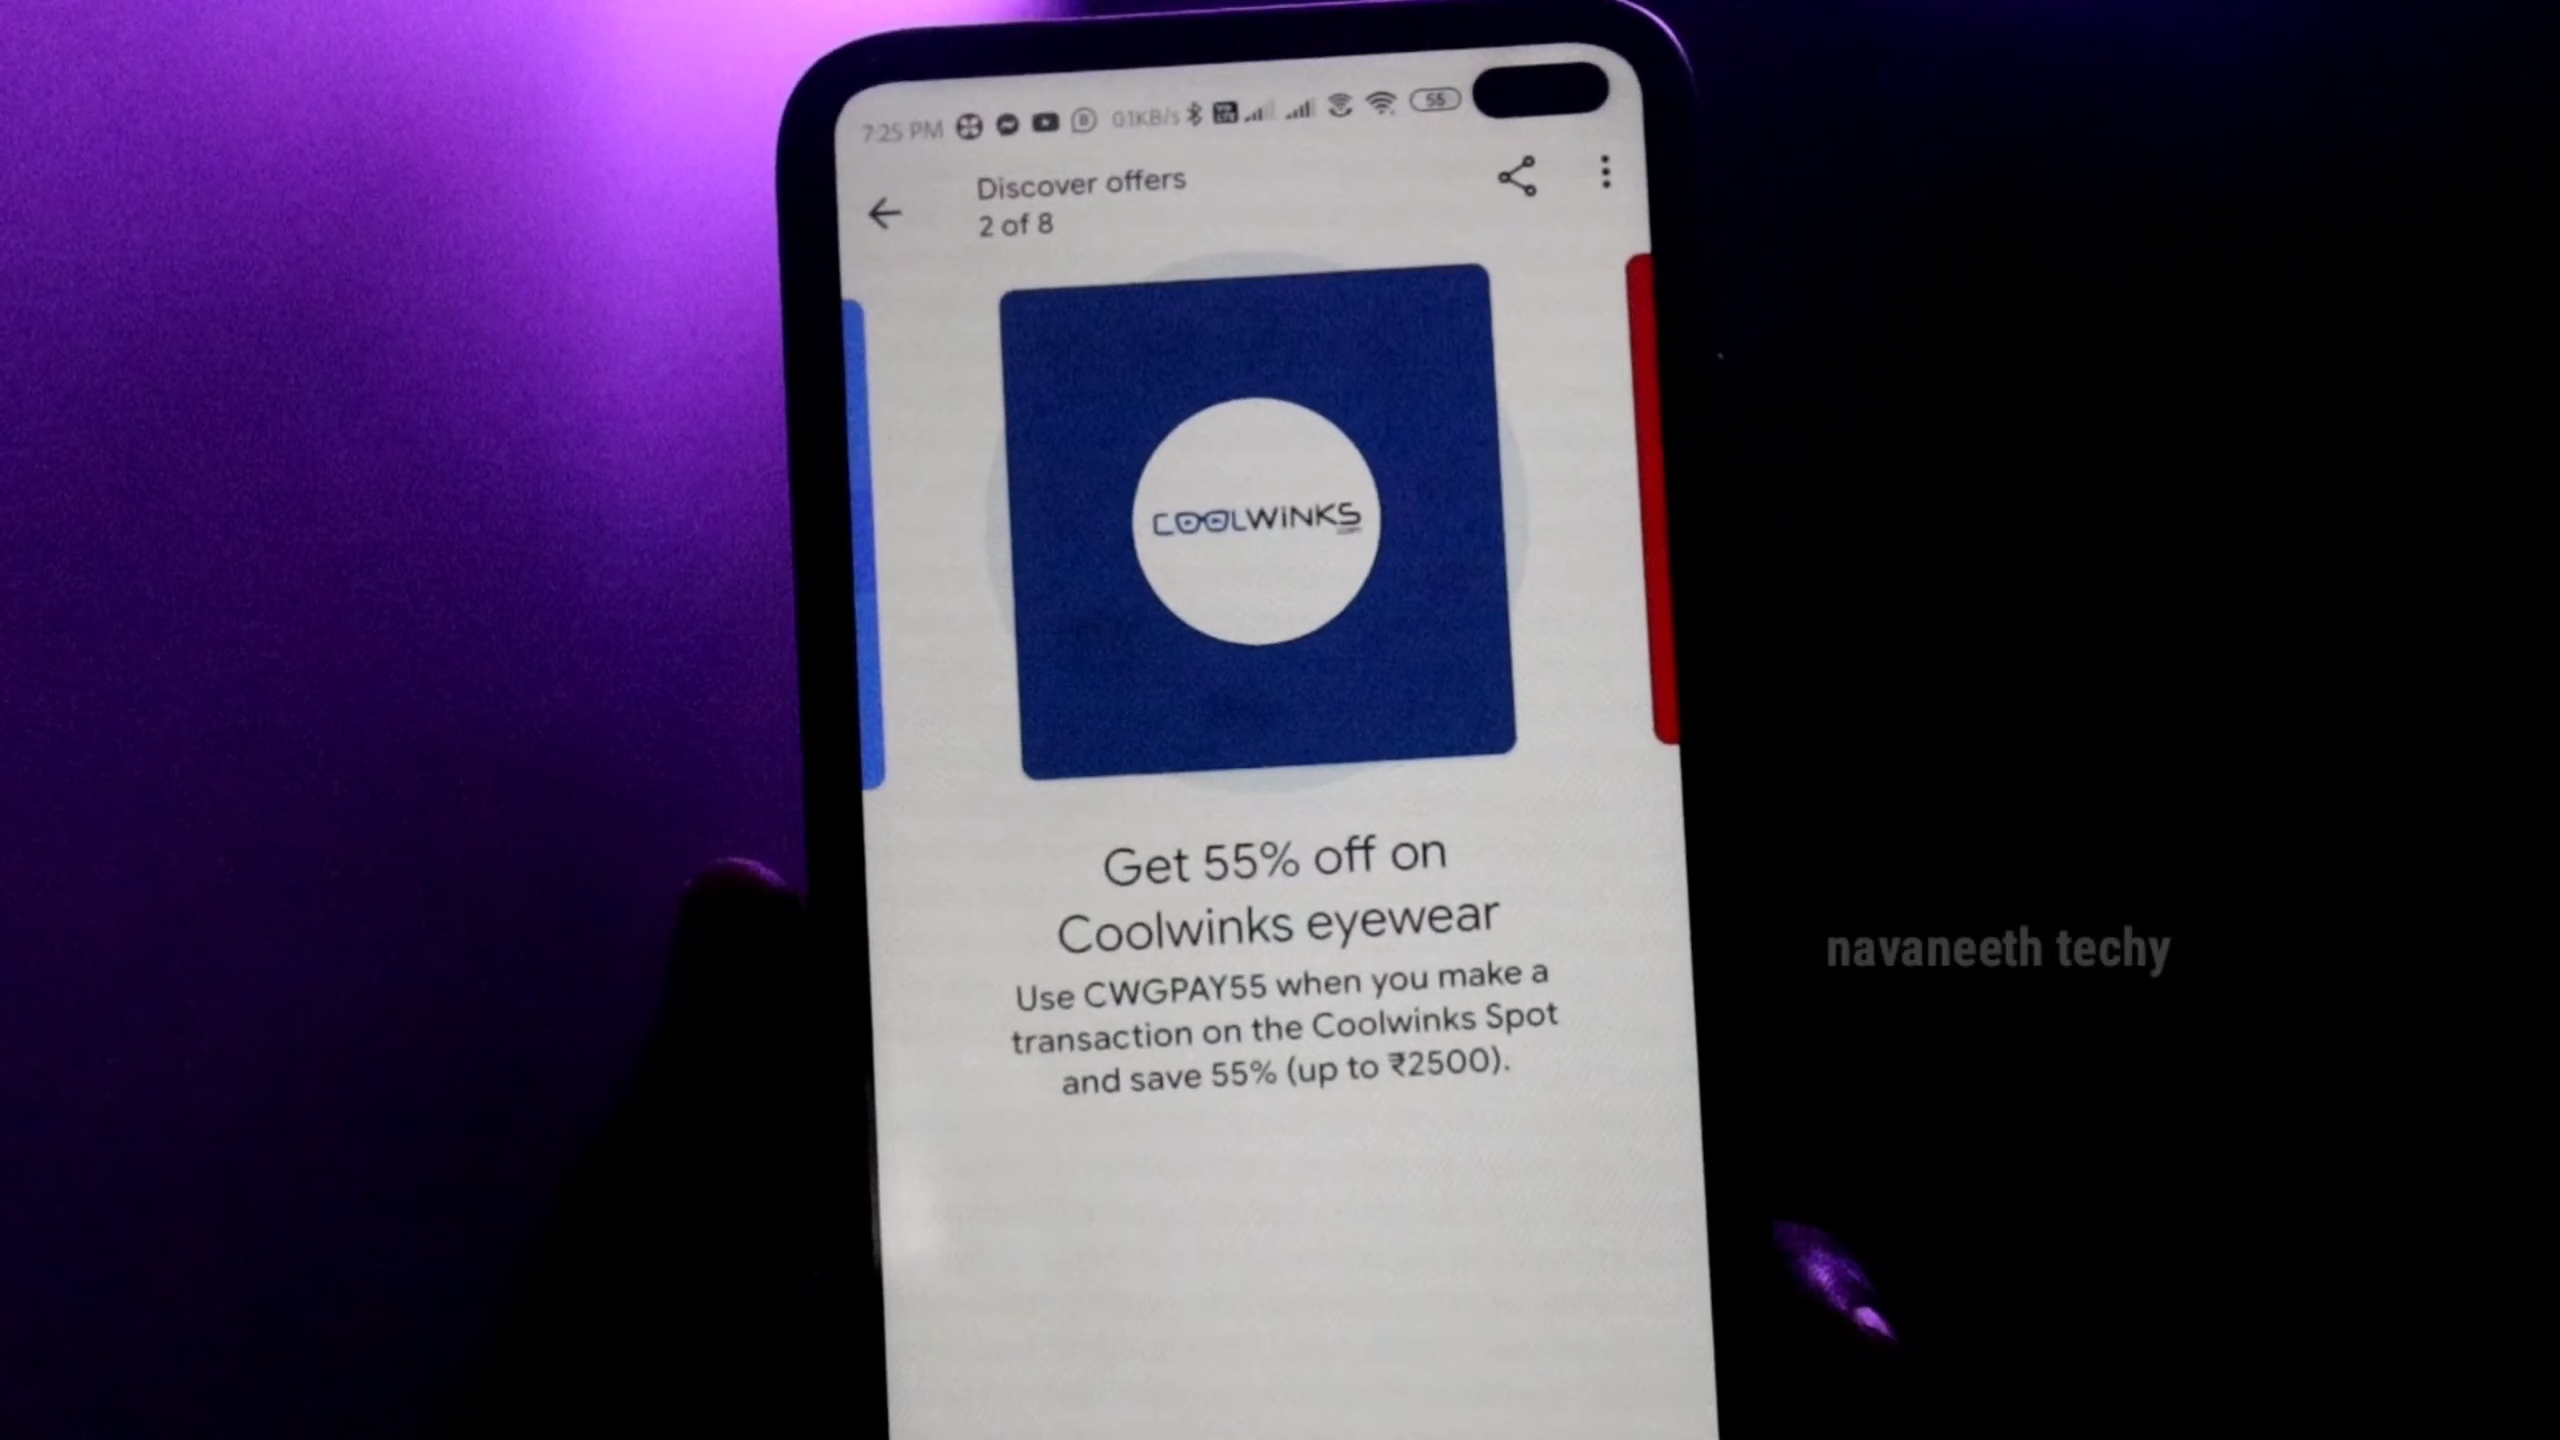 7:25 PM 0.1KB/s 55
Discover offers
2 of 8
COOLWiNKS
.com
Get 55% off on
Coolwinks eyewear
Use CWGPAY55 when you make a
transaction on the Coolwinks Spot
and save 55% (up to ₹2500).
navaneeth techy